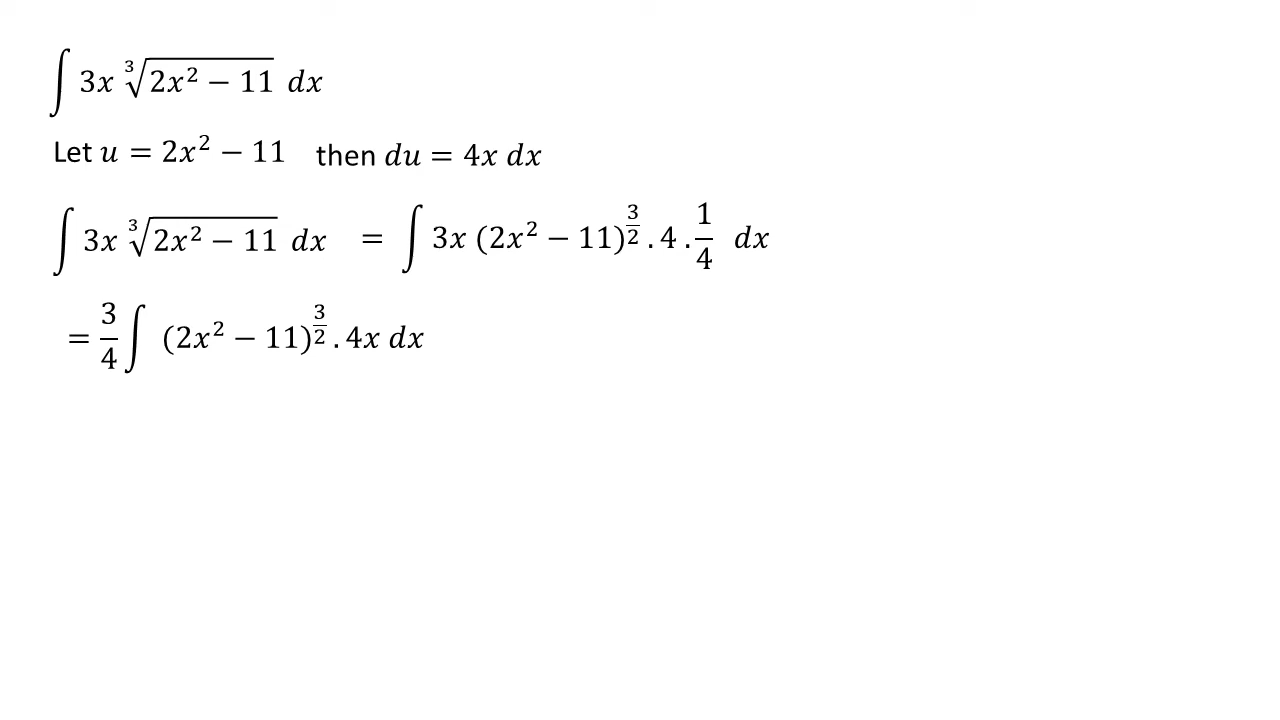 ∫ 3x ∛(2x² − 11) dx
Let u = 2x² − 11 then du = 4x dx
∫ 3x ∛(2x² − 11) dx = ∫ 3x (2x² − 11)^(3/2) . 4 . 1/4 dx
= 3/4 ∫ (2x² − 11)^(3/2) . 4x dx